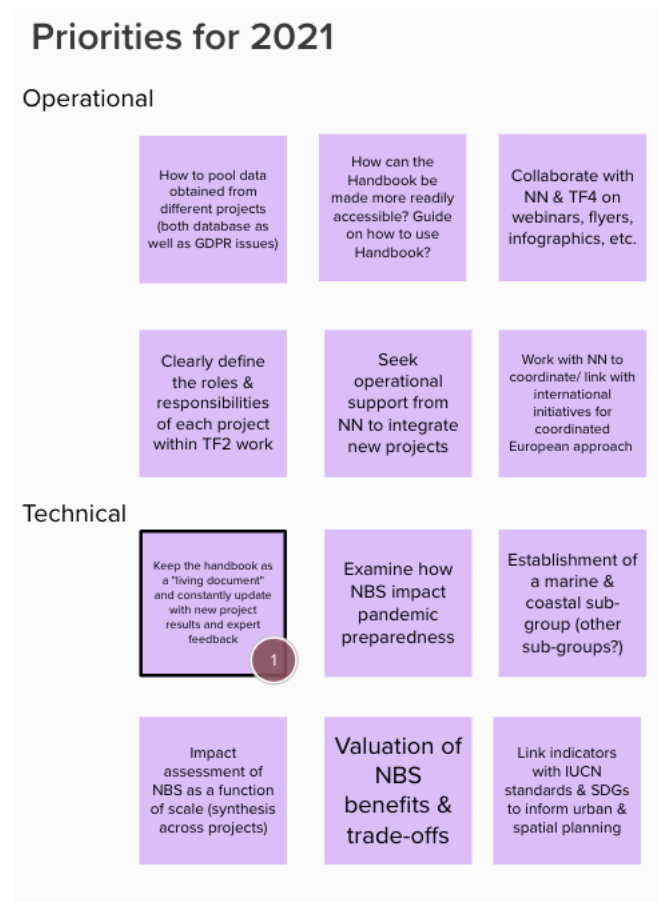 Priorities for 2021
Operational
How to pool data
obtained from
different projects
(both database as
well as GDPR issues)
How can the
Handbook be
made more readily
accessible? Guide
on how to use
Handbook?
Collaborate with
NN & TF4 on
webinars, flyers,
infographics, etc.
Clearly define
the roles &
responsibilities
of each project
within TF2 work
Seek
operational
support from
NN to integrate
new projects
Work with NN to
coordinate/ link with
international
initiatives for
coordinated
European approach
Technical
Keep the handbook as
a "living document"
and constantly update
with new project
results and expert
feedback
1
Examine how
NBS impact
pandemic
preparedness
Establishment of
a marine &
coastal sub-
group (other
sub-groups?)
Impact
assessment of
NBS as a function
of scale (synthesis
across projects)
Valuation of
NBS
benefits &
trade-offs
Link indicators
with IUCN
standards & SDGs
to inform urban &
spatial planning